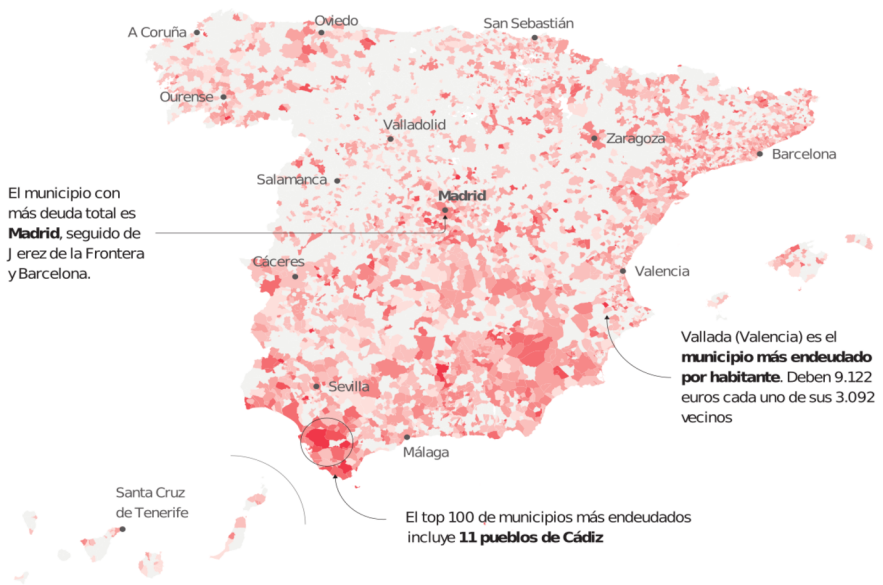 Oviedo
San Sebastián
A Coruña
Ourense
Valladolid
Zaragoza
Barcelona
Salamanca
Madrid
El municipio con
más deuda total es
Madrid, seguido de
Jerez de la Frontera
y Barcelona.
Cáceres
Valencia
Vallada (Valencia) es el
municipio más endeudado
por habitante. Deben 9.122
euros cada uno de sus 3.092
vecinos
Sevilla
Málaga
Santa Cruz
de Tenerife
El top 100 de municipios más endeudados
incluye 11 pueblos de Cádiz